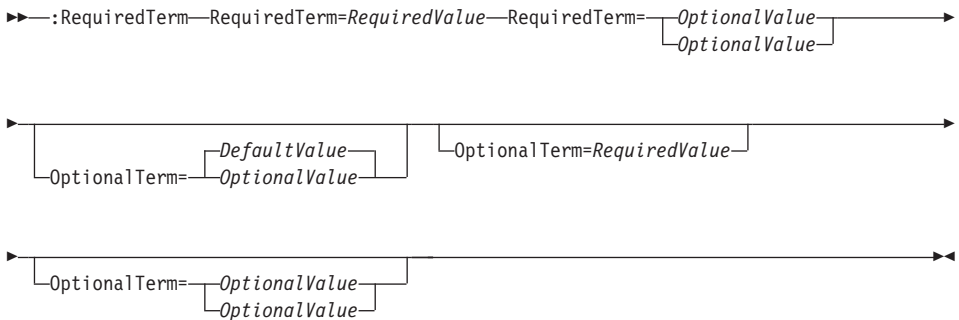 :RequiredTerm RequiredTerm=RequiredValue RequiredTerm= OptionalValue
OptionalValue
DefaultValue
OptionalTerm= OptionalValue
OptionalTerm=RequiredValue
OptionalTerm= OptionalValue
OptionalValue